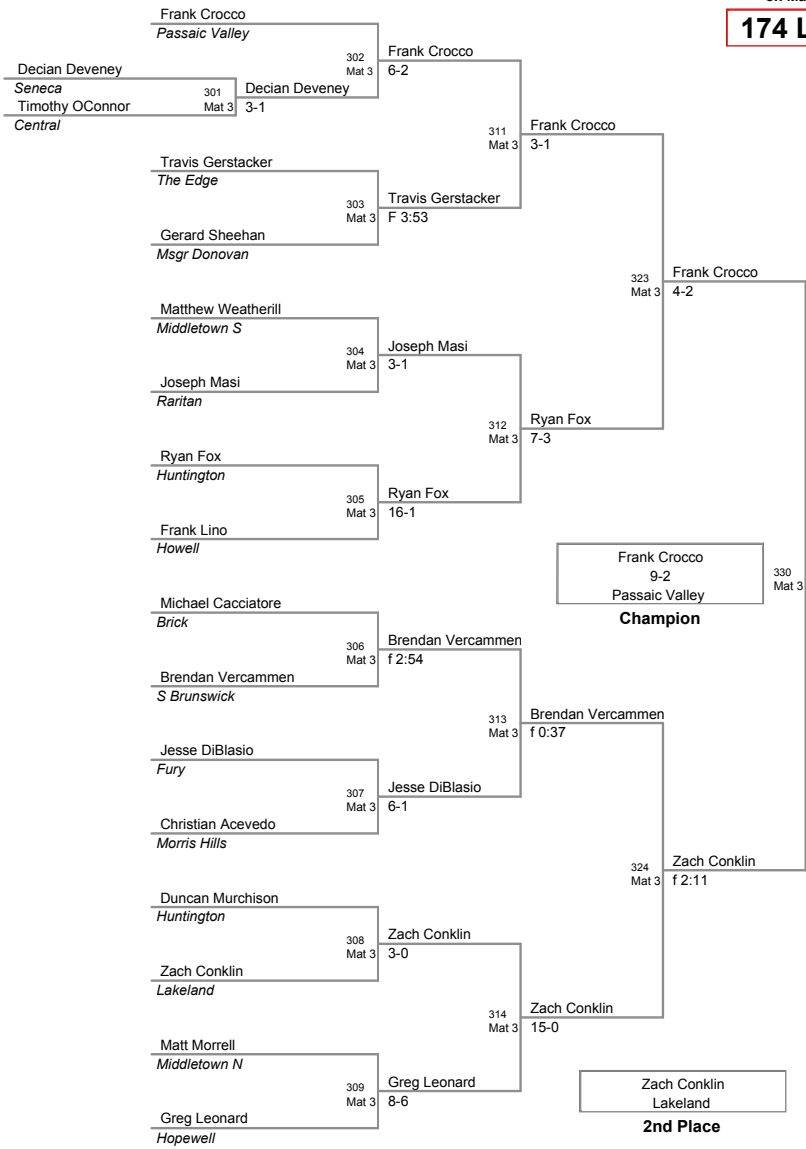 174 L
Frank Crocco
Passaic Valley
302
Mat 3
Frank Crocco
6-2
Decian Deveney
Seneca
301
Mat 3
Decian Deveney
3-1
Timothy OConnor
Central
311
Mat 3
Frank Crocco
3-1
Travis Gerstacker
The Edge
303
Mat 3
Travis Gerstacker
F 3:53
Gerard Sheehan
Msgr Donovan
323
Mat 3
Frank Crocco
4-2
Matthew Weatherill
Middletown S
304
Mat 3
Joseph Masi
3-1
Joseph Masi
Raritan
312
Mat 3
Ryan Fox
7-3
Ryan Fox
Huntington
305
Mat 3
Ryan Fox
16-1
Frank Lino
Howell
Frank Crocco
9-2
Passaic Valley
330
Mat 3
Champion
Michael Cacciatore
Brick
306
Mat 3
Brendan Vercammen
f 2:54
Brendan Vercammen
S Brunswick
313
Mat 3
Brendan Vercammen
f 0:37
Jesse DiBlasio
Fury
307
Mat 3
Jesse DiBlasio
6-1
Christian Acevedo
Morris Hills
324
Mat 3
Zach Conklin
f 2:11
Duncan Murchison
Huntington
308
Mat 3
Zach Conklin
3-0
Zach Conklin
Lakeland
314
Mat 3
Zach Conklin
15-0
Matt Morrell
Middletown N
309
Mat 3
Greg Leonard
8-6
Greg Leonard
Hopewell
Zach Conklin
Lakeland
2nd Place